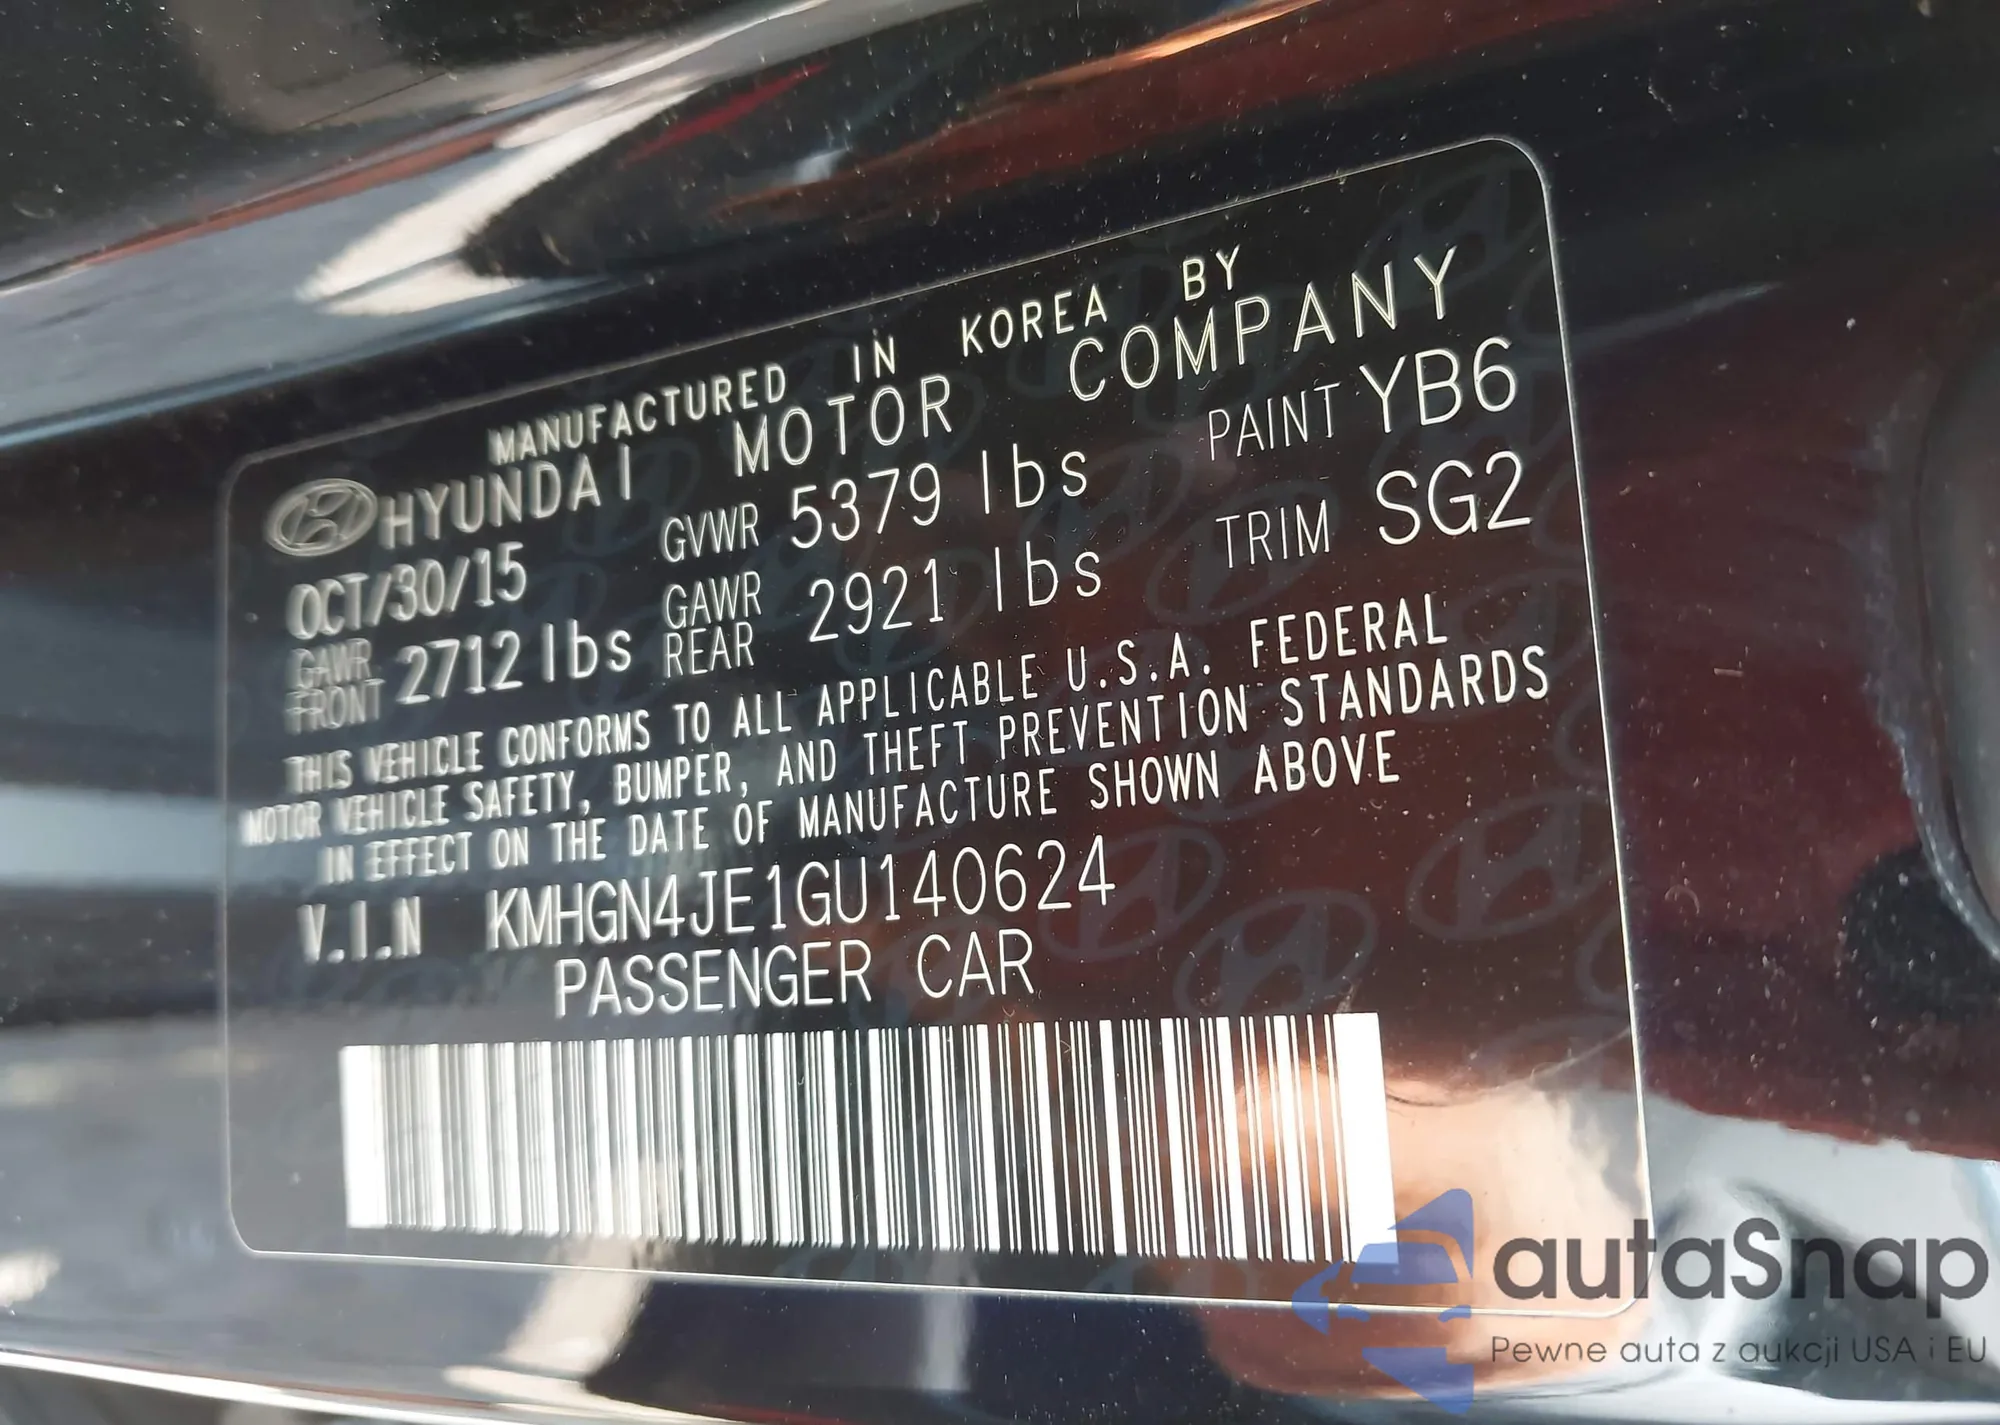 MANUFACTURED IN KOREA BY
HYUNDAI MOTOR COMPANY
OCT/30/15 GVWR 5379 lbs PAINT YB6
GAWR FRONT 2712 lbs GAWR REAR 2921 lbs TRIM SG2
THIS VEHICLE CONFORMS TO ALL APPLICABLE U.S.A. FEDERAL
MOTOR VEHICLE SAFETY, BUMPER, AND THEFT PREVENTION STANDARDS
IN EFFECT ON THE DATE OF MANUFACTURE SHOWN ABOVE
V.I.N KMHGN4JE1GU140624
PASSENGER CAR
autaSnap
Pewne auta z aukcji USA i EU